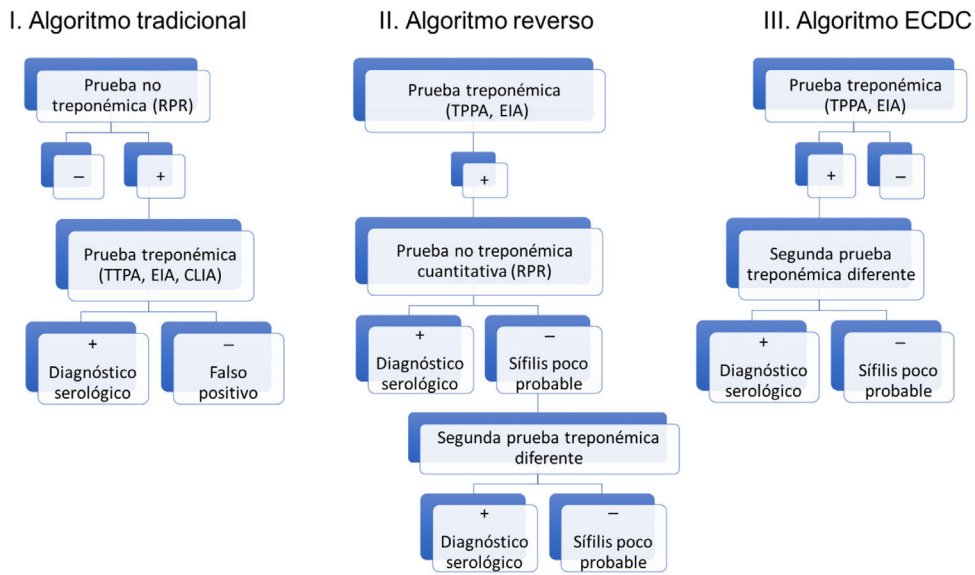 I. Algoritmo tradicional
Prueba no
treponémica (RPR)
–
+
Prueba treponémica
(TTPA, EIA, CLIA)
+
Diagnóstico
serológico
–
Falso
positivo
II. Algoritmo reverso
Prueba treponémica
(TPPA, EIA)
+
Prueba no treponémica
cuantitativa (RPR)
+
Diagnóstico
serológico
–
Sífilis poco
probable
Segunda prueba treponémica
diferente
+
Diagnóstico
serológico
–
Sífilis poco
probable
III. Algoritmo ECDC
Prueba treponémica
(TPPA, EIA)
+
–
Segunda prueba
treponémica diferente
+
Diagnóstico
serológico
–
Sífilis poco
probable